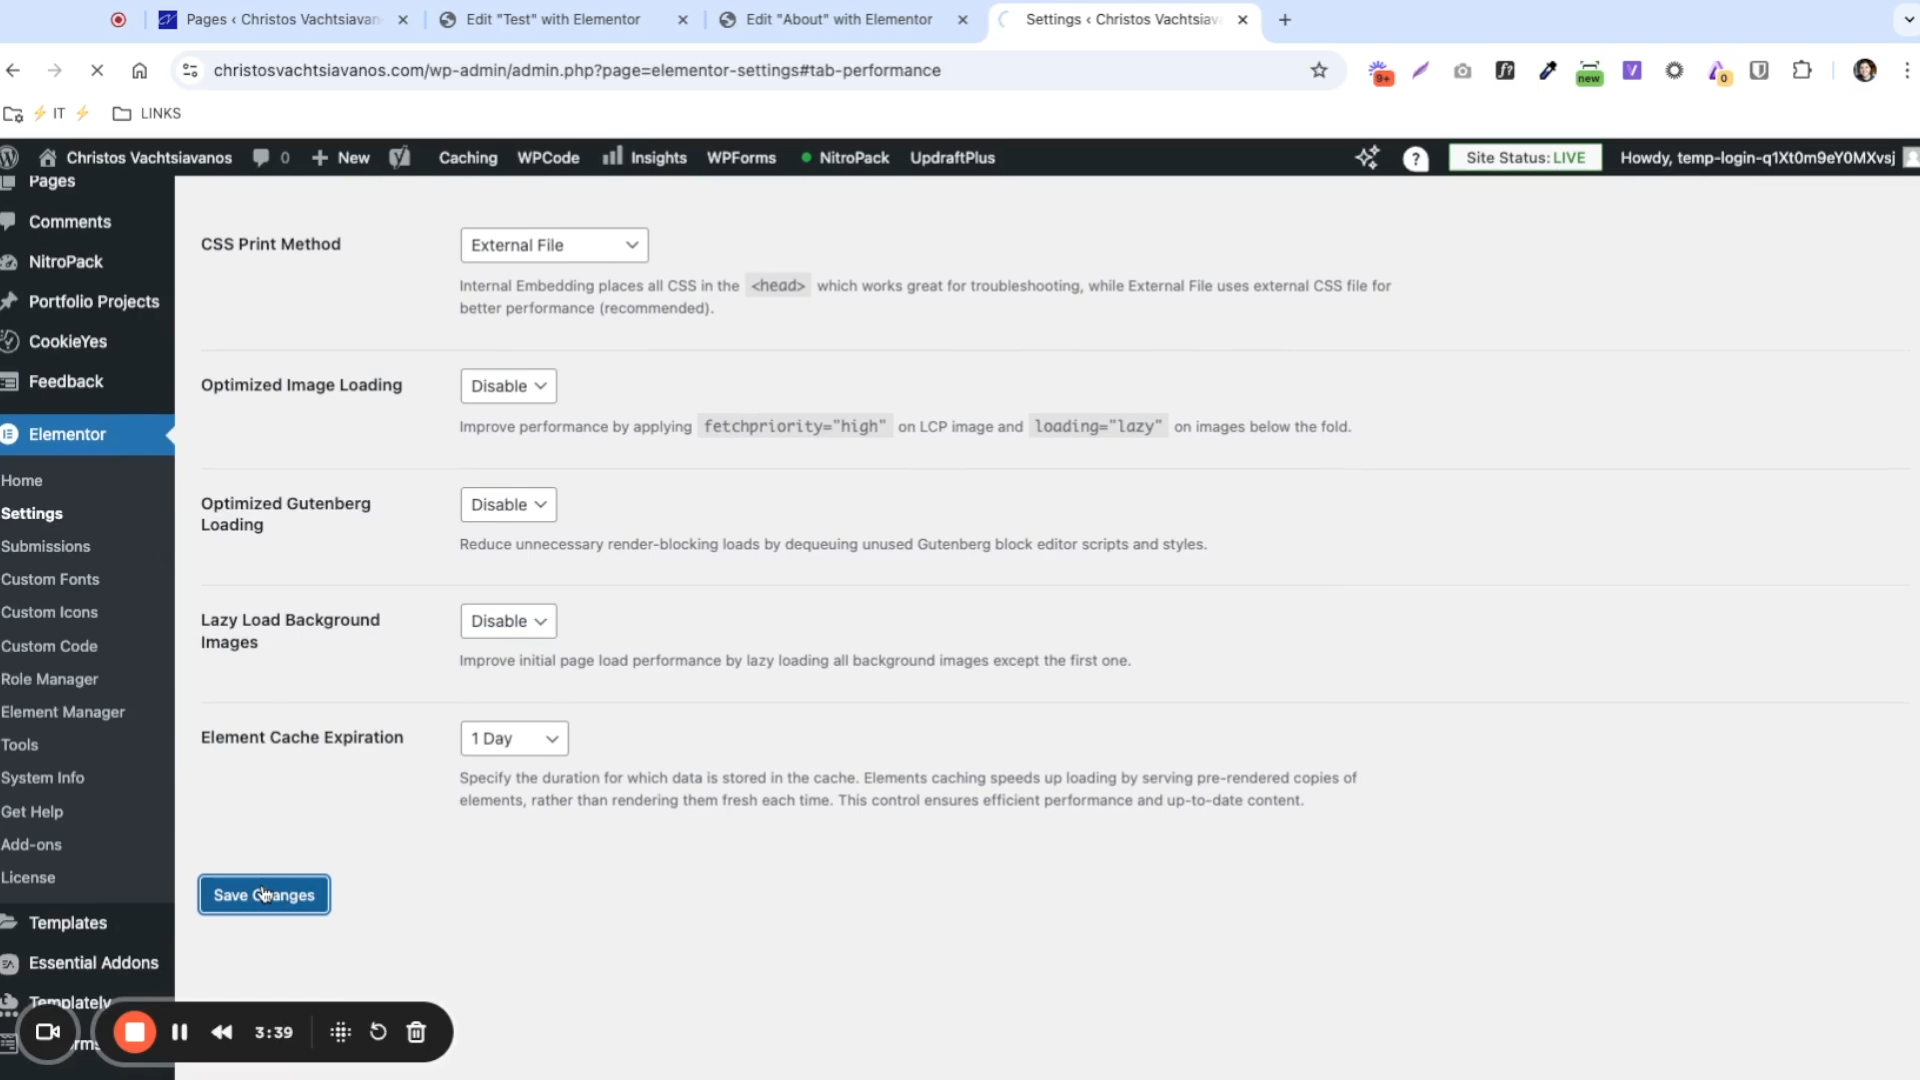 Pages ‹ Christos Vachtsiavan
Edit "Test" with Elementor
Edit "About" with Elementor
Settings ‹ Christos Vachtsiav
christosvachtsiavanos.com/wp-admin/admin.php?page=elementor-settings#tab-performance
9+
f?
new
V
0
IT
LINKS
Christos Vachtsiavanos
0
New
Caching
WPCode
Insights
WPForms
NitroPack
UpdraftPlus
?
Site Status: LIVE
Howdy, temp-login-q1Xt0m9eY0MXvsj
Pages
Comments
NitroPack
Portfolio Projects
CookieYes
Feedback
Elementor
Home
Settings
Submissions
Custom Fonts
Custom Icons
Custom Code
Role Manager
Element Manager
Tools
System Info
Get Help
Add-ons
License
Templates
Essential Addons
Templately
rms
CSS Print Method
External File
Internal Embedding places all CSS in the <head> which works great for troubleshooting, while External File uses external CSS file for
better performance (recommended).
Optimized Image Loading
Disable
Improve performance by applying fetchpriority="high" on LCP image and loading="lazy" on images below the fold.
Optimized Gutenberg
Loading
Disable
Reduce unnecessary render-blocking loads by dequeuing unused Gutenberg block editor scripts and styles.
Lazy Load Background
Images
Disable
Improve initial page load performance by lazy loading all background images except the first one.
Element Cache Expiration
1 Day
Specify the duration for which data is stored in the cache. Elements caching speeds up loading by serving pre-rendered copies of
elements, rather than rendering them fresh each time. This control ensures efficient performance and up-to-date content.
Save Changes
3:39